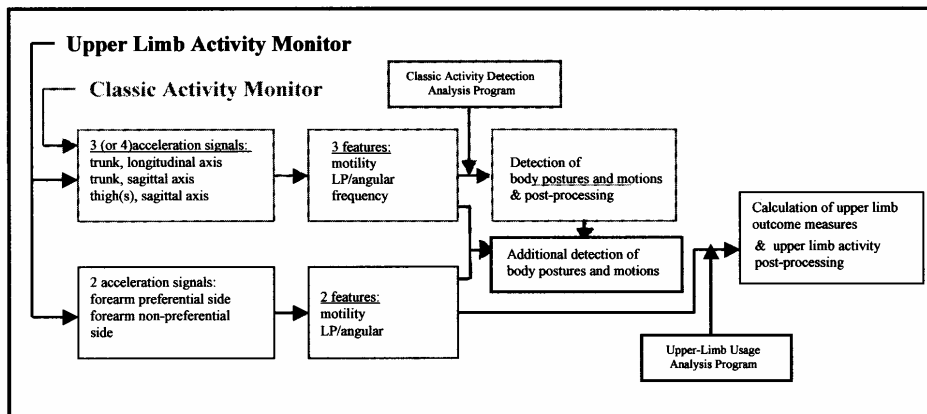 Upper Limb Activity Monitor
Classic Activity Monitor
Classic Activity Detection
Analysis Program
3 (or 4)acceleration signals:
trunk, longitudinal axis
trunk, sagittal axis
thigh(s), sagittal axis
3 features:
motility
LP/angular
frequency
Detection of
body postures and motions
& post-processing
Additional detection of
body postures and motions
Calculation of upper limb
outcome measures
& upper limb activity
post-processing
2 acceleration signals:
forearm preferential side
forearm non-preferential
side
2 features:
motility
LP/angular
Upper-Limb Usage
Analysis Program